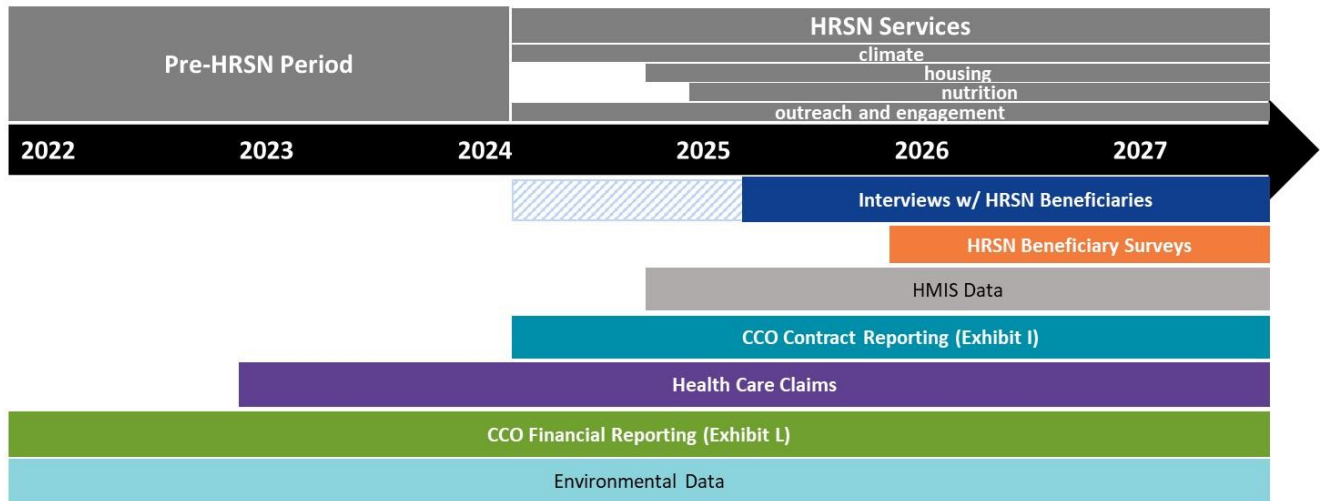 Pre-HRSN Period
HRSN Services
climate
housing
nutrition
outreach and engagement
2022 2023 2024 2025 2026 2027
Interviews w/ HRSN Beneficiaries
HRSN Beneficiary Surveys
HMIS Data
CCO Contract Reporting (Exhibit I)
Health Care Claims
CCO Financial Reporting (Exhibit L)
Environmental Data